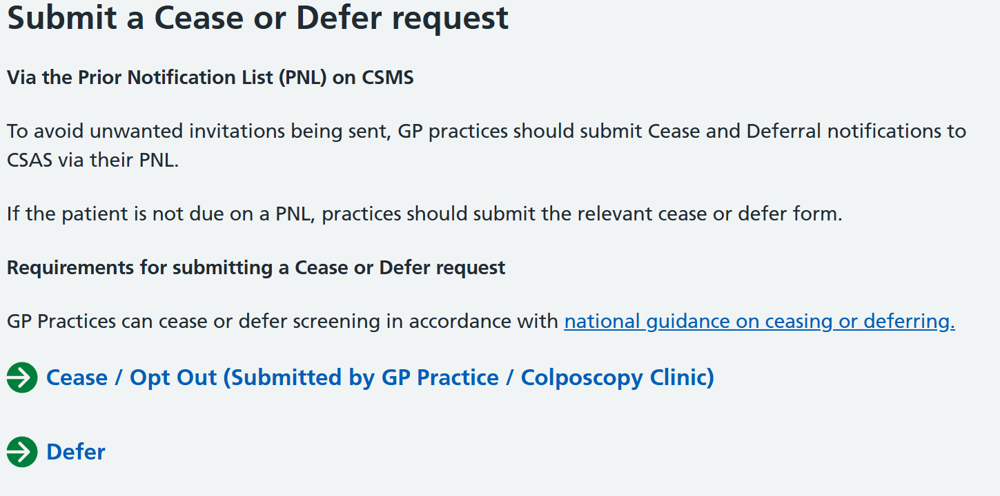 Submit a Cease or Defer request
Via the Prior Notification List (PNL) on CSMS
To avoid unwanted invitations being sent, GP practices should submit Cease and Deferral notifications to
CSAS via their PNL.
If the patient is not due on a PNL, practices should submit the relevant cease or defer form.
Requirements for submitting a Cease or Defer request
GP Practices can cease or defer screening in accordance with national guidance on ceasing or deferring.
Cease / Opt Out (Submitted by GP Practice / Colposcopy Clinic)
Defer